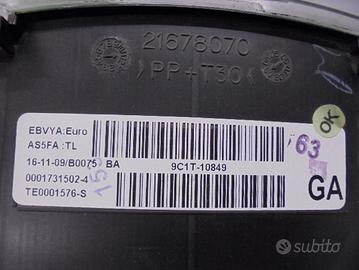 21678070
>PP+T30<
OK
EBVYA:Euro
AS5FA :TL
16-11-09/B0075 BA
9C1T-10849
0001731502-4
TE0001576-S
GA
63
subito